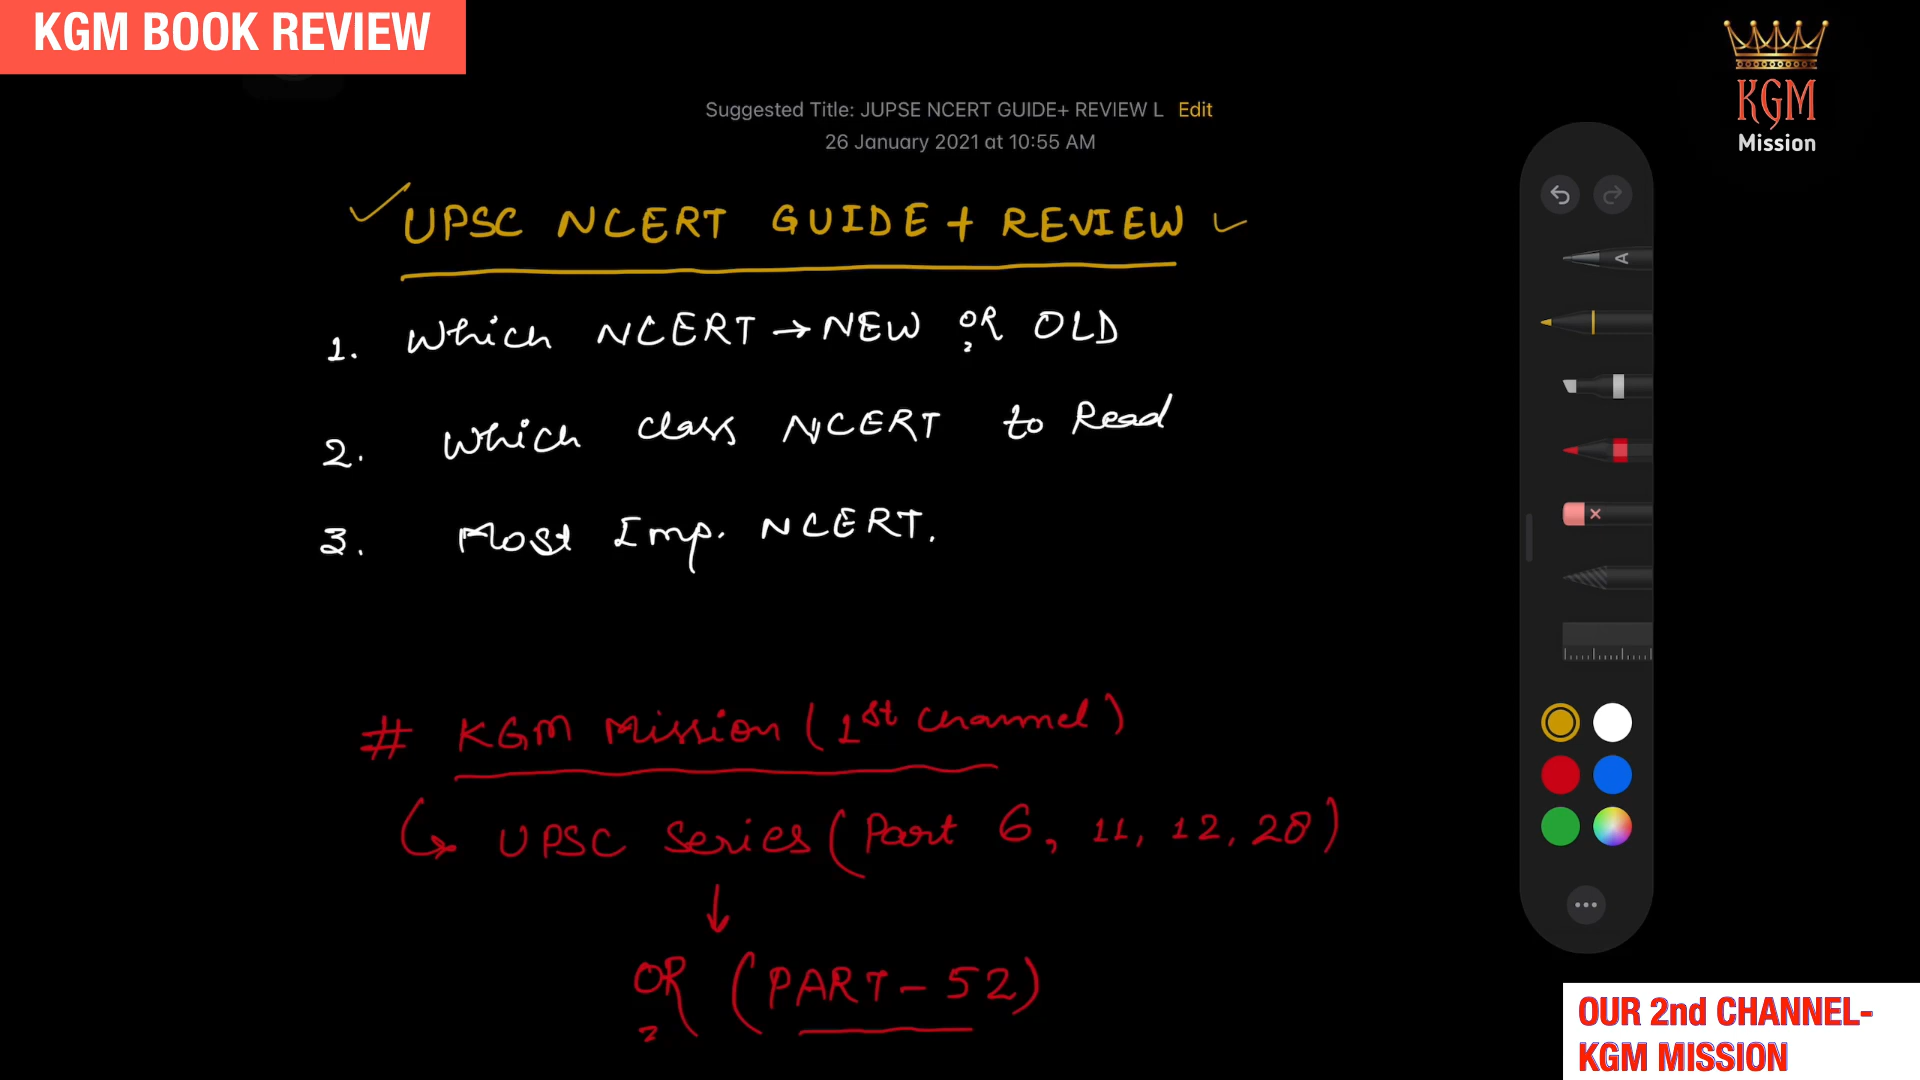 KGM BOOK REVIEW
KGM
Mission
Suggested Title: JUPSE NCERT GUIDE+ REVIEW L Edit
26 January 2021 at 10:55 AM
UPSC NCERT GUIDE + REVIEW
1. Which NCERT → NEW OR OLD
2. Which class NCERT to Read
3. Most Imp. NCERT.
# KGM Mission (1st Channel)
UPSC Series (Part 6, 11, 12, 28)
↓
OR (PART - 52)
A
OUR 2nd CHANNEL-
KGM MISSION